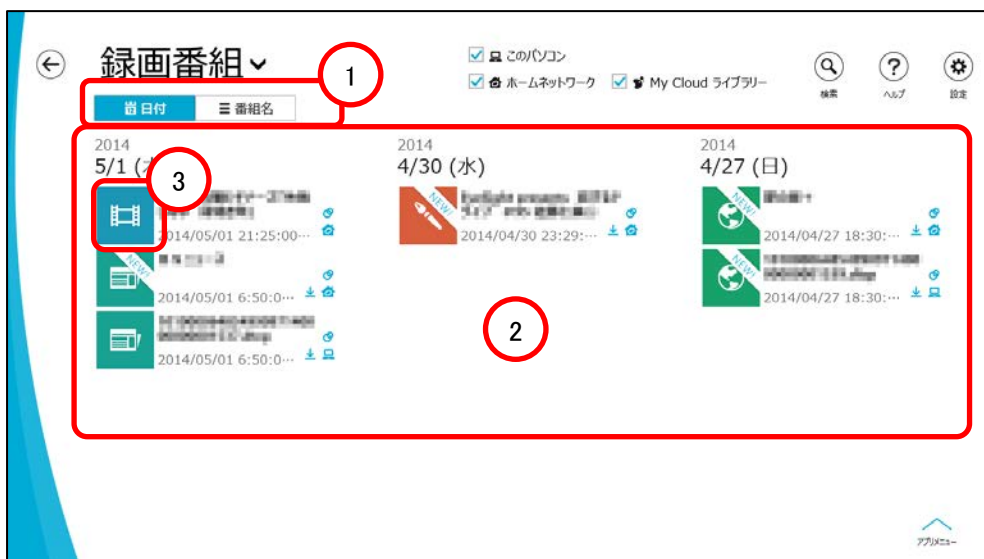 録画番組
このパソコン
ホームネットワーク My Cloud ライブラリー
検索 ヘルプ 設定
日付 番組名
1
2014
5/1
3
NEW!
2014/05/01 21:25:00…
NEW!
2014/05/01 6:50:0…
2014/05/01 6:50:0…
2014
4/30 (水)
NEW!
2014/04/30 23:29:…
2
2014
4/27 (日)
NEW!
2014/04/27 18:30:…
NEW!
2014/04/27 18:30:…
アプリメニュー